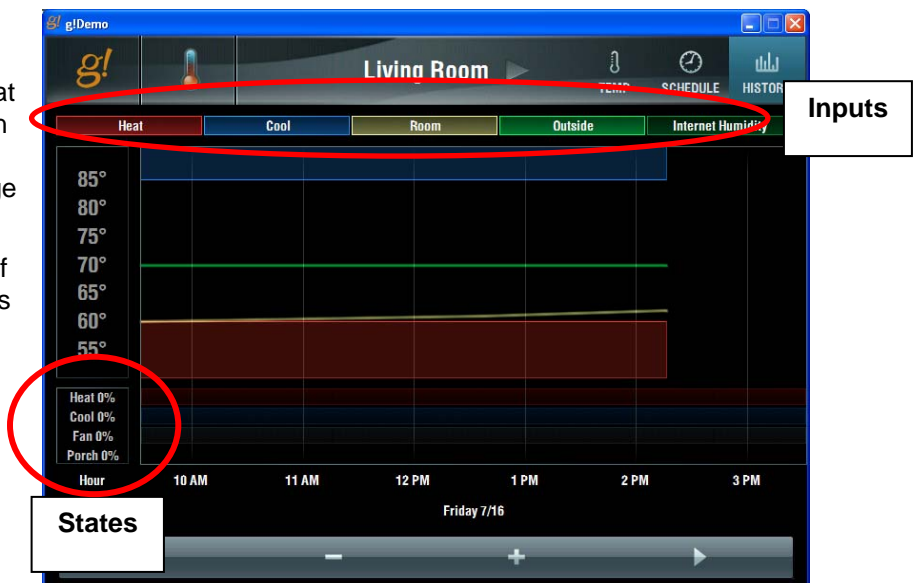 g! g!Demo
g!
Living Room
TEMP
SCHEDULE
HISTOR
at
n
ge
f
s
Inputs
Heat
Cool
Room
Outside
Internet Humidity
85°
80°
75°
70°
65°
60°
55°
Heat 0%
Cool 0%
Fan 0%
Porch 0%
Hour
10 AM
11 AM
12 PM
1 PM
2 PM
3 PM
Friday 7/16
States
−
+